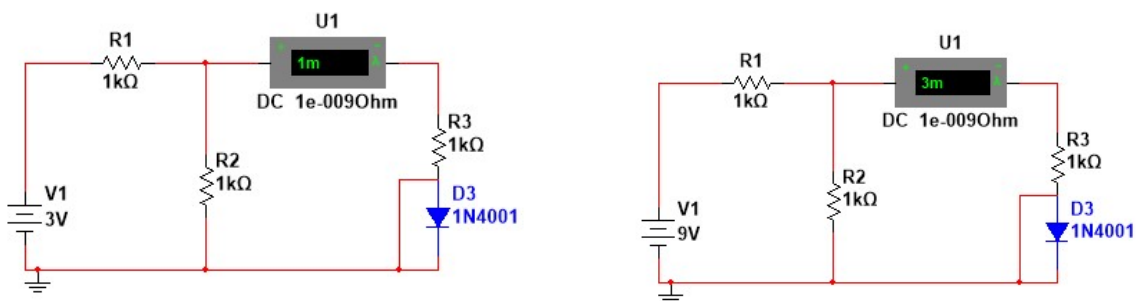 U1
R1
1kΩ
+ 1m - A
DC 1e-009Ohm
R3
1kΩ
R2
1kΩ
V1
3V
D3
1N4001
U1
R1
1kΩ
+ 3m - A
DC 1e-009Ohm
R3
1kΩ
R2
1kΩ
V1
9V
D3
1N4001